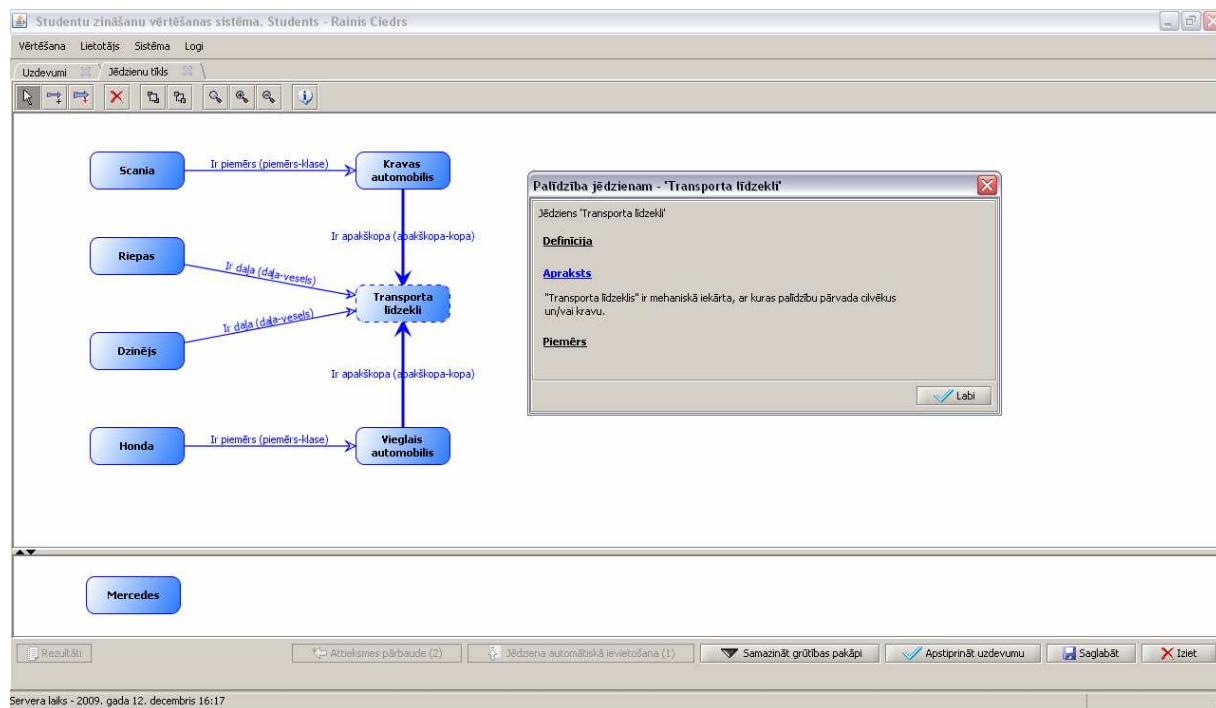 Studentu zināšanu vērtēšanas sistēma. Students - Rainis Ciedrs
Vērtēšana Lietotājs Sistēma Logi
Uzdevumi Jēdzienu tīkls
Scania
Ir piemērs (piemērs-klase)
Kravas
automobilis
Ir apakškopa (apakškopa-kopa)
Riepas
Ir daļa (daļa-vesels)
Transporta
līdzekli
Ir daļa (daļa-vesels)
Dzinējs
Ir apakškopa (apakškopa-kopa)
Honda
Ir piemērs (piemērs-klase)
Vieglais
automobilis
Palīdzība jēdzienam - 'Transporta līdzekli'
Jēdziens 'Transporta līdzekli'
Definīcija
Apraksts
"Transporta līdzeklis" ir mehaniskā iekārta, ar kuras palīdzību pārvada cilvēkus
un/vai kravu.
Piemērs
Labi
Mercedes
Rezultāti Attieksmes pārbaude (2) Jēdziena automātiskā ievietošana (1) Samazināt grūtības pakāpi Apstiprināt uzdevumu Saglabāt Iziet
Servera laiks - 2009. gada 12. decembris 16:17